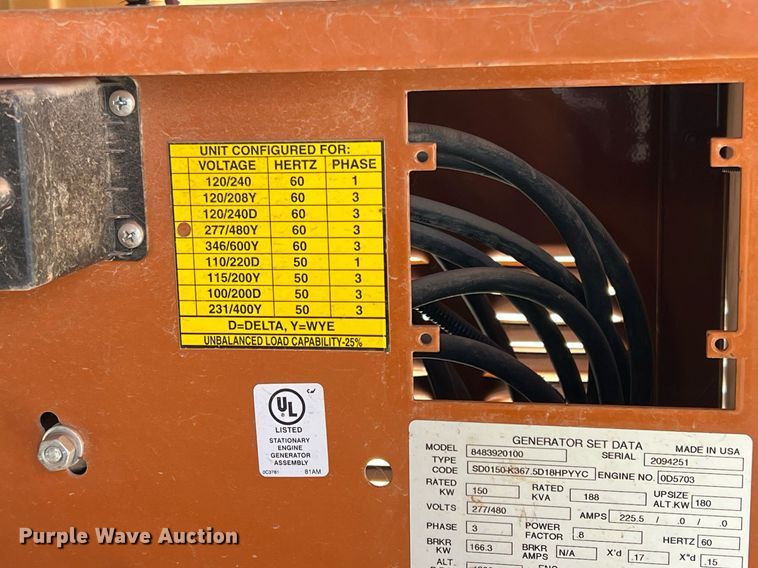 UNIT CONFIGURED FOR:
VOLTAGE HERTZ PHASE
120/240 60 1
120/208Y 60 3
120/240D 60 3
277/480Y 60 3
346/600Y 60 3
110/220D 50 1
115/200Y 50 3
100/200D 50 3
231/400Y 50 3
D=DELTA, Y=WYE
UNBALANCED LOAD CAPABILITY-25%
UL
LISTED
STATIONARY
ENGINE
GENERATOR
ASSEMBLY
0C3761 81AM
GENERATOR SET DATA MADE IN USA
MODEL 8483920100 SERIAL 2094251
TYPE
CODE SD0150-K367.5D18HPYYC ENGINE NO. 0D5703
RATED KW 150 RATED KVA 188 UPSIZE ALT.KW 180
VOLTS 277/480 AMPS 225.5 / .0 / .0
PHASE 3 POWER FACTOR .8 HERTZ 60
BRKR KW 166.3 BRKR AMPS N/A X'd .17 X"d .15
ALT.
Purple Wave Auction